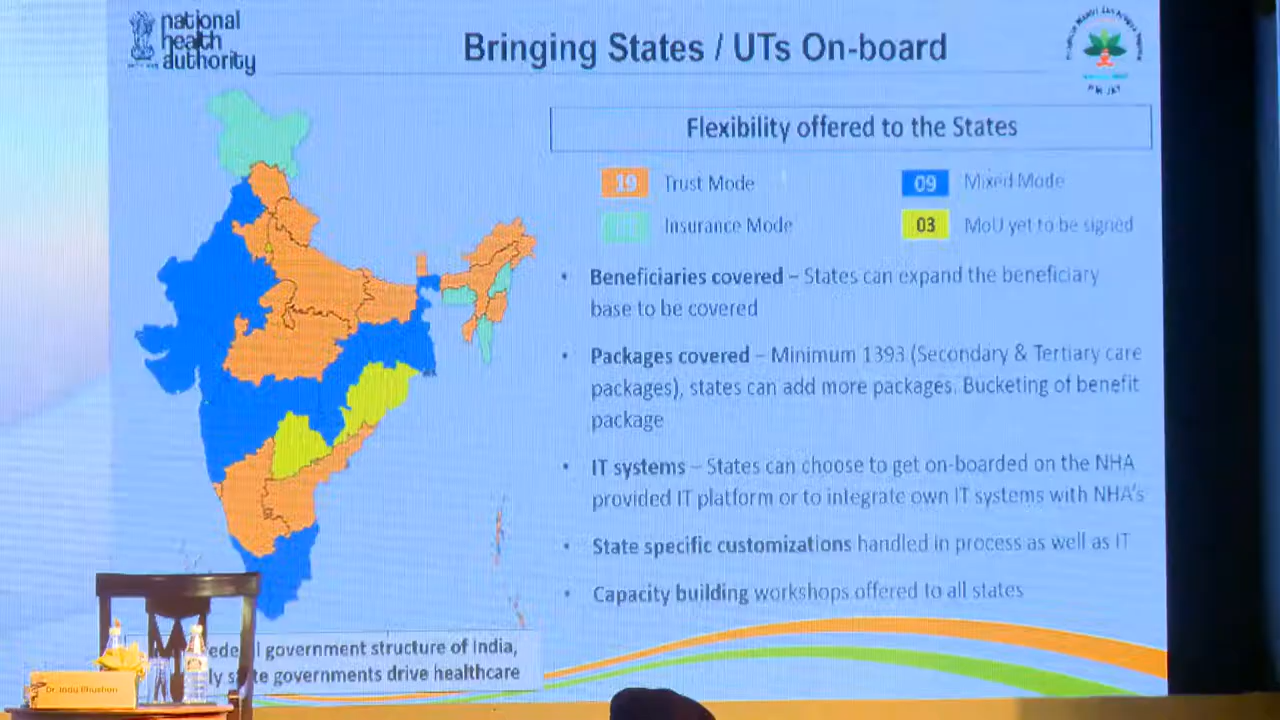 national
health
authority
Bringing States / UTs On-board
Flexibility offered to the States
19 Trust Mode
09 Mixed Mode
Insurance Mode
03 MoU yet to be signed
• Beneficiaries covered – States can expand the beneficiary
base to be covered
• Packages covered – Minimum 1393 (Secondary & Tertiary care
packages), states can add more packages. Bucketing of benefit
package
• IT systems – States can choose to get on-boarded on the NHA
provided IT platform or to integrate own IT systems with NHA's
• State specific customizations handled in process as well as IT
• Capacity building workshops offered to all states
government structure of India,
governments drive healthcare
Dr. Indu Bhushan